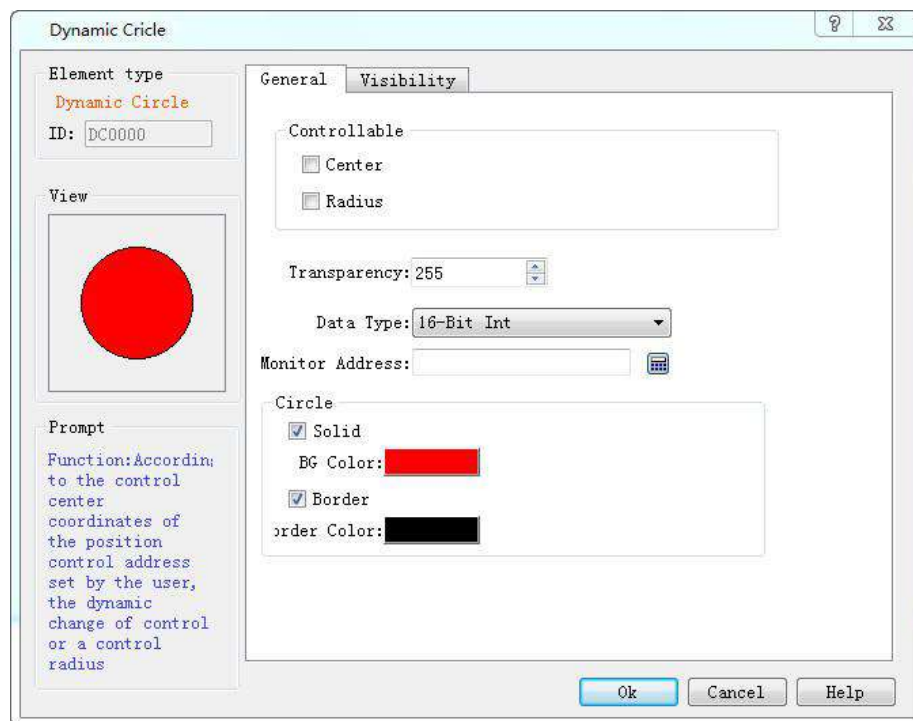 Dynamic Cricle
Element type
Dynamic Circle
ID: DC0000
View
Prompt
Function:Accordin
to the control
center
coordinates of
the position
control address
set by the user,
the dynamic
change of control
or a control
radius
General Visibility
Controllable
Center
Radius
Transparency: 255
Data Type: 16-Bit Int
Monitor Address:
Circle
Solid
BG Color:
Border
order Color:
Ok Cancel Help